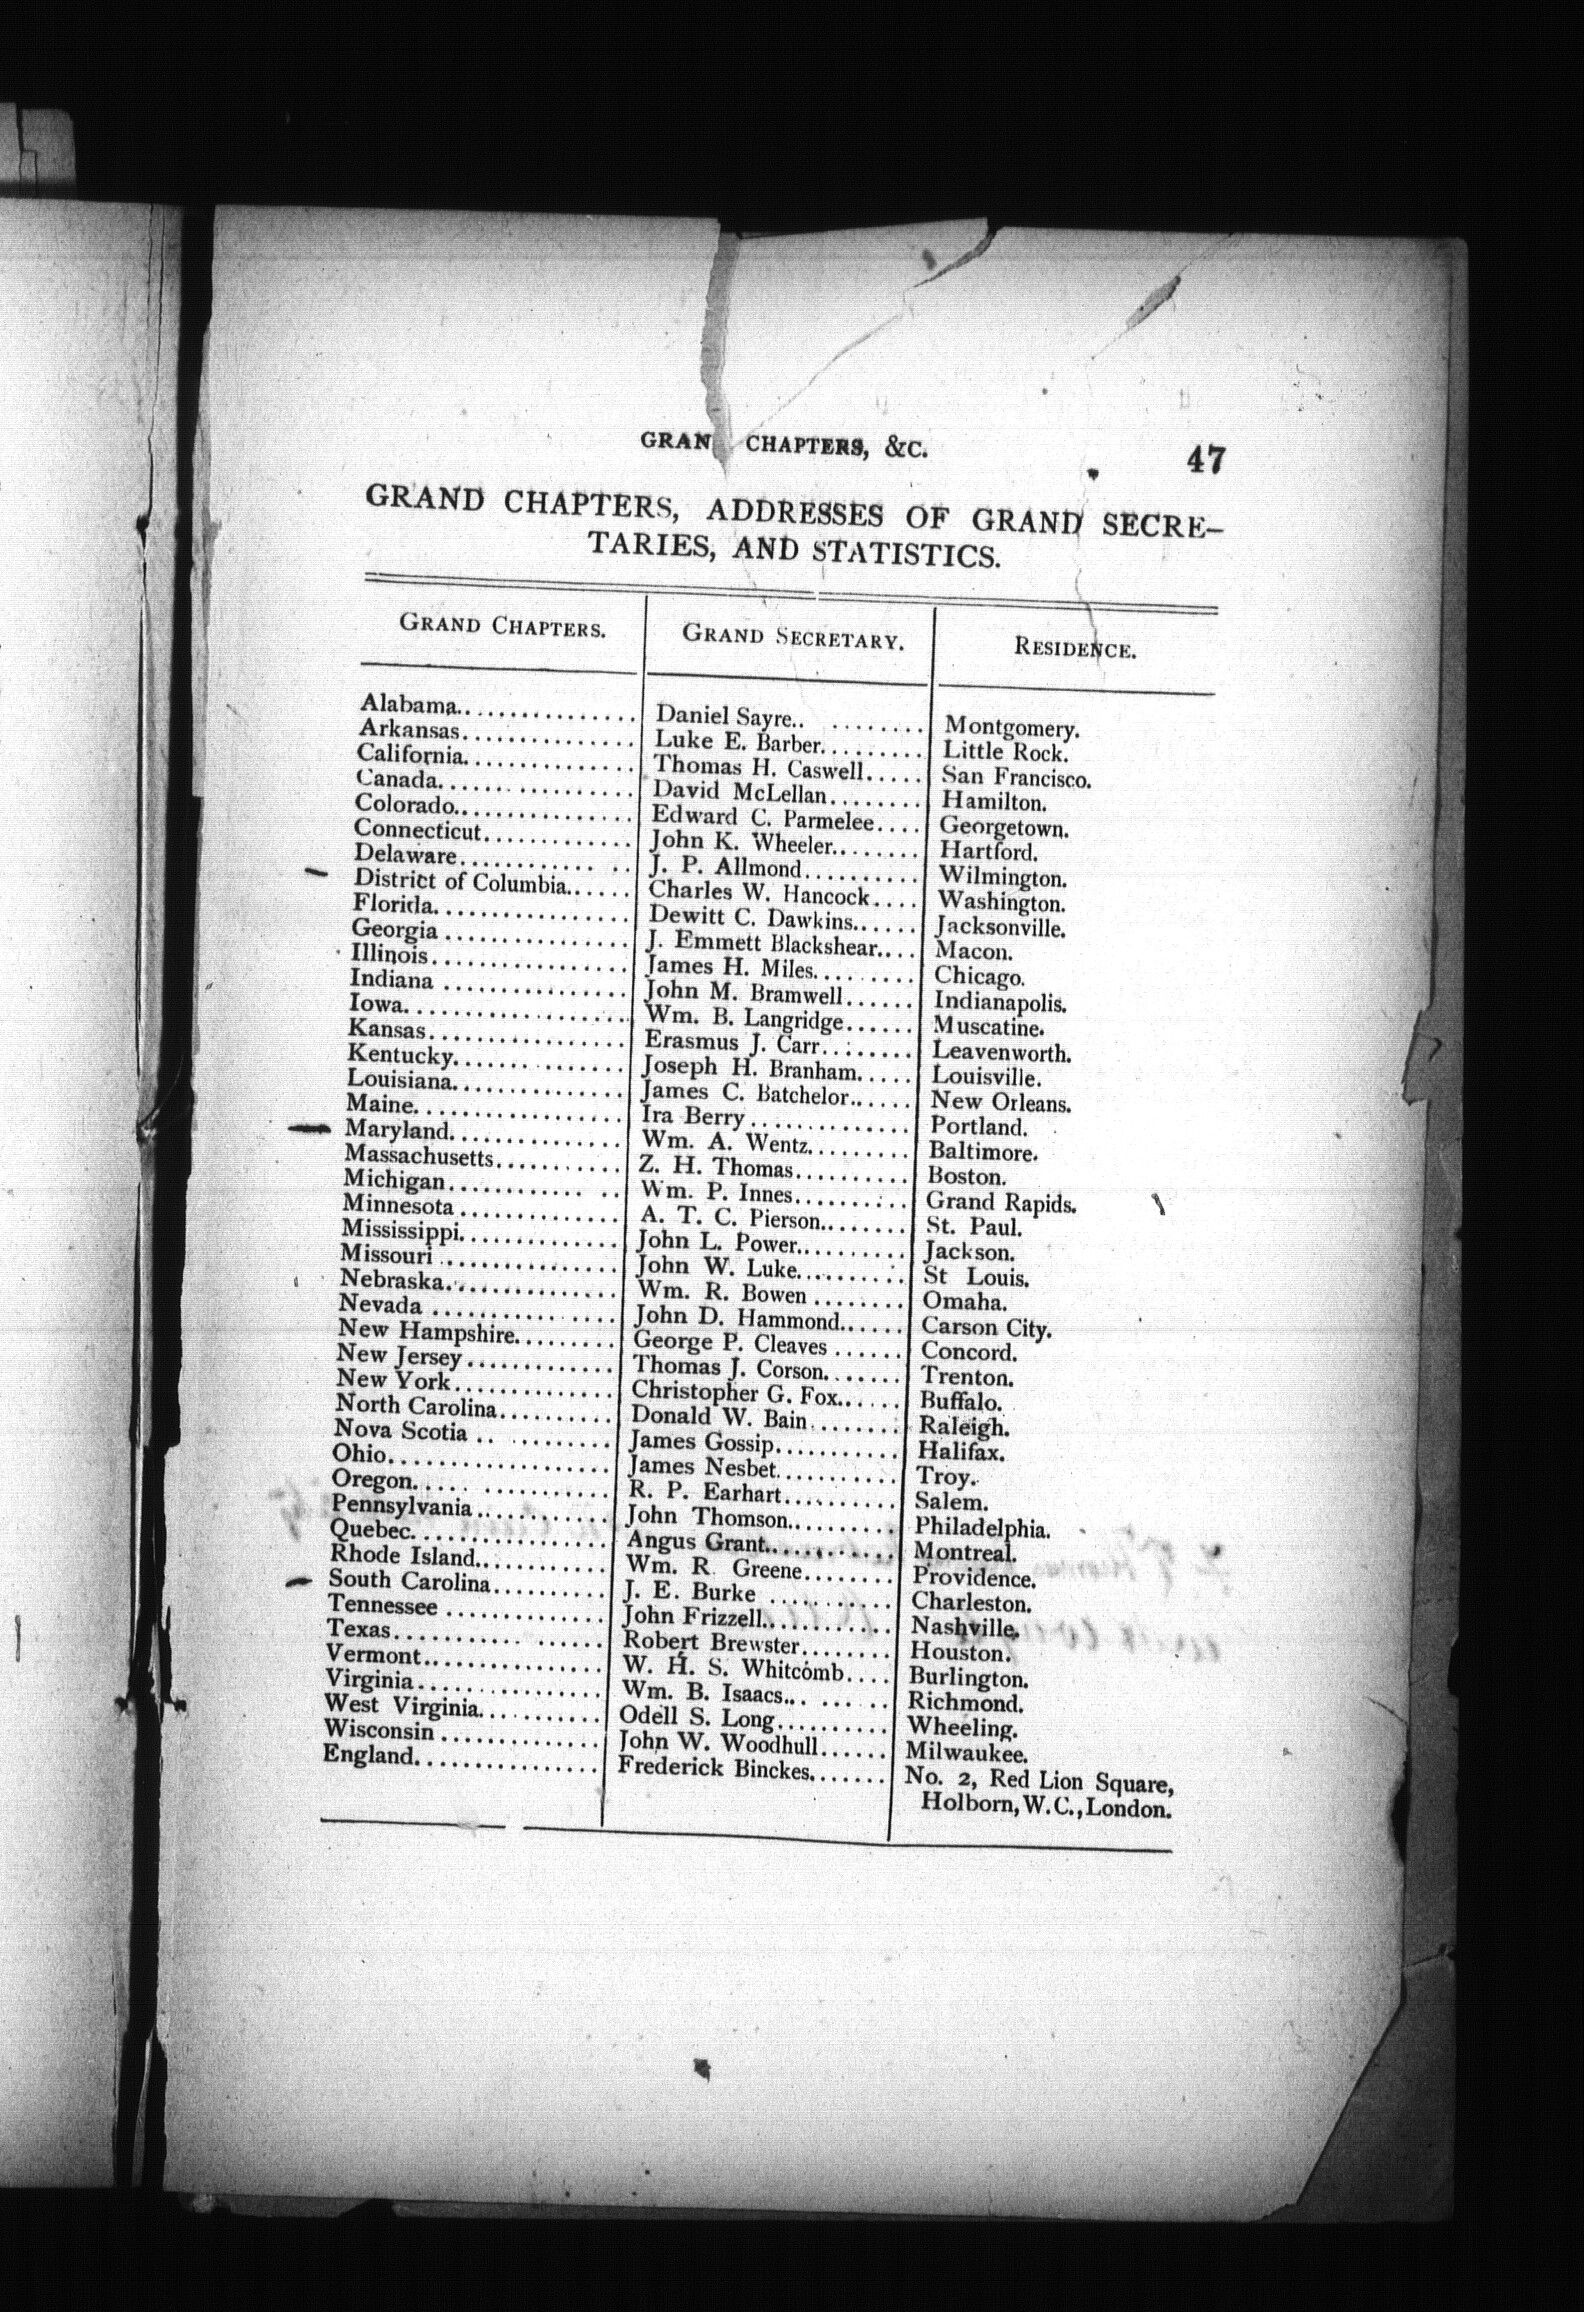 GRAN CHAPTERS, &C. 47
GRAND CHAPTERS, ADDRESSES OF GRAND SECRE-
TARIES, AND STATISTICS.
GRAND CHAPTERS. GRAND SECRETARY. RESIDENCE.
Alabama.. Daniel Sayre.. Montgomery.
Arkansas. Luke E. Barber. Little Rock.
California. Thomas H. Caswell. San Francisco.
Canada. David McLellan. Hamilton.
Colorado.. Edward C. Parmelee. Georgetown.
Connecticut. John K. Wheeler. Hartford.
Delaware. J. P. Allmond. Wilmington.
District of Columbia. Charles W. Hancock. Washington.
Florida. Dewitt C. Dawkins. Jacksonville.
Georgia J. Emmett Blackshear. Macon.
Illinois. James H. Miles. Chicago.
Indiana John M. Bramwell. Indianapolis.
Iowa. Wm. B. Langridge. Muscatine.
Kansas. Erasmus J. Carr. Leavenworth.
Kentucky. Joseph H. Branham. Louisville.
Louisiana. James C. Batchelor. New Orleans.
Maine. Ira Berry. Portland.
Maryland. Wm. A. Wentz. Baltimore.
Massachusetts. Z. H. Thomas. Boston.
Michigan. Wm. P. Innes. Grand Rapids.
Minnesota A. T. C. Pierson. St. Paul.
Mississippi. John L. Power. Jackson.
Missouri John W. Luke. St Louis.
Nebraska. Wm. R. Bowen Omaha.
Nevada John D. Hammond. Carson City.
New Hampshire. George P. Cleaves Concord.
New Jersey. Thomas J. Corson. Trenton.
New York. Christopher G. Fox. Buffalo.
North Carolina. Donald W. Bain Raleigh.
Nova Scotia James Gossip. Halifax.
Ohio. James Nesbet. Troy.
Oregon. R. P. Earhart. Salem.
Pennsylvania John Thomson. Philadelphia.
Quebec. Angus Grant. Montreal.
Rhode Island. Wm. R. Greene. Providence.
South Carolina. J. E. Burke Charleston.
Tennessee John Frizzell. Nashville.
Texas. Robert Brewster. Houston.
Vermont. W. H. S. Whitcomb. Burlington.
Virginia. Wm. B. Isaacs. Richmond.
West Virginia. Odell S. Long. Wheeling.
Wisconsin John W. Woodhull. Milwaukee.
England. Frederick Binckes. No. 2, Red Lion Square,
Holborn, W. C., London.